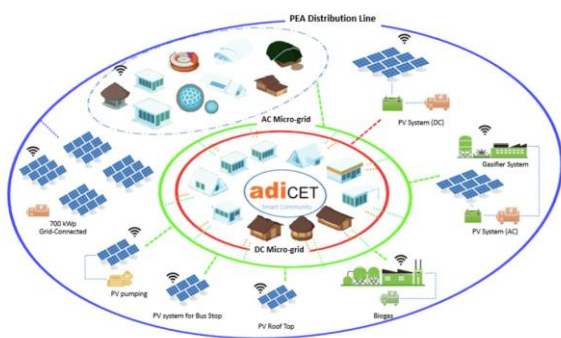 PEA Distribution Line
AC Micro-grid
PV System (DC)
Gasifier System
adiCET
Smart Community
PV System (AC)
700 kWp
Grid-Connected
DC Micro-grid
PV pumping
PV system for Bus Stop
PV Roof Top
Biogas